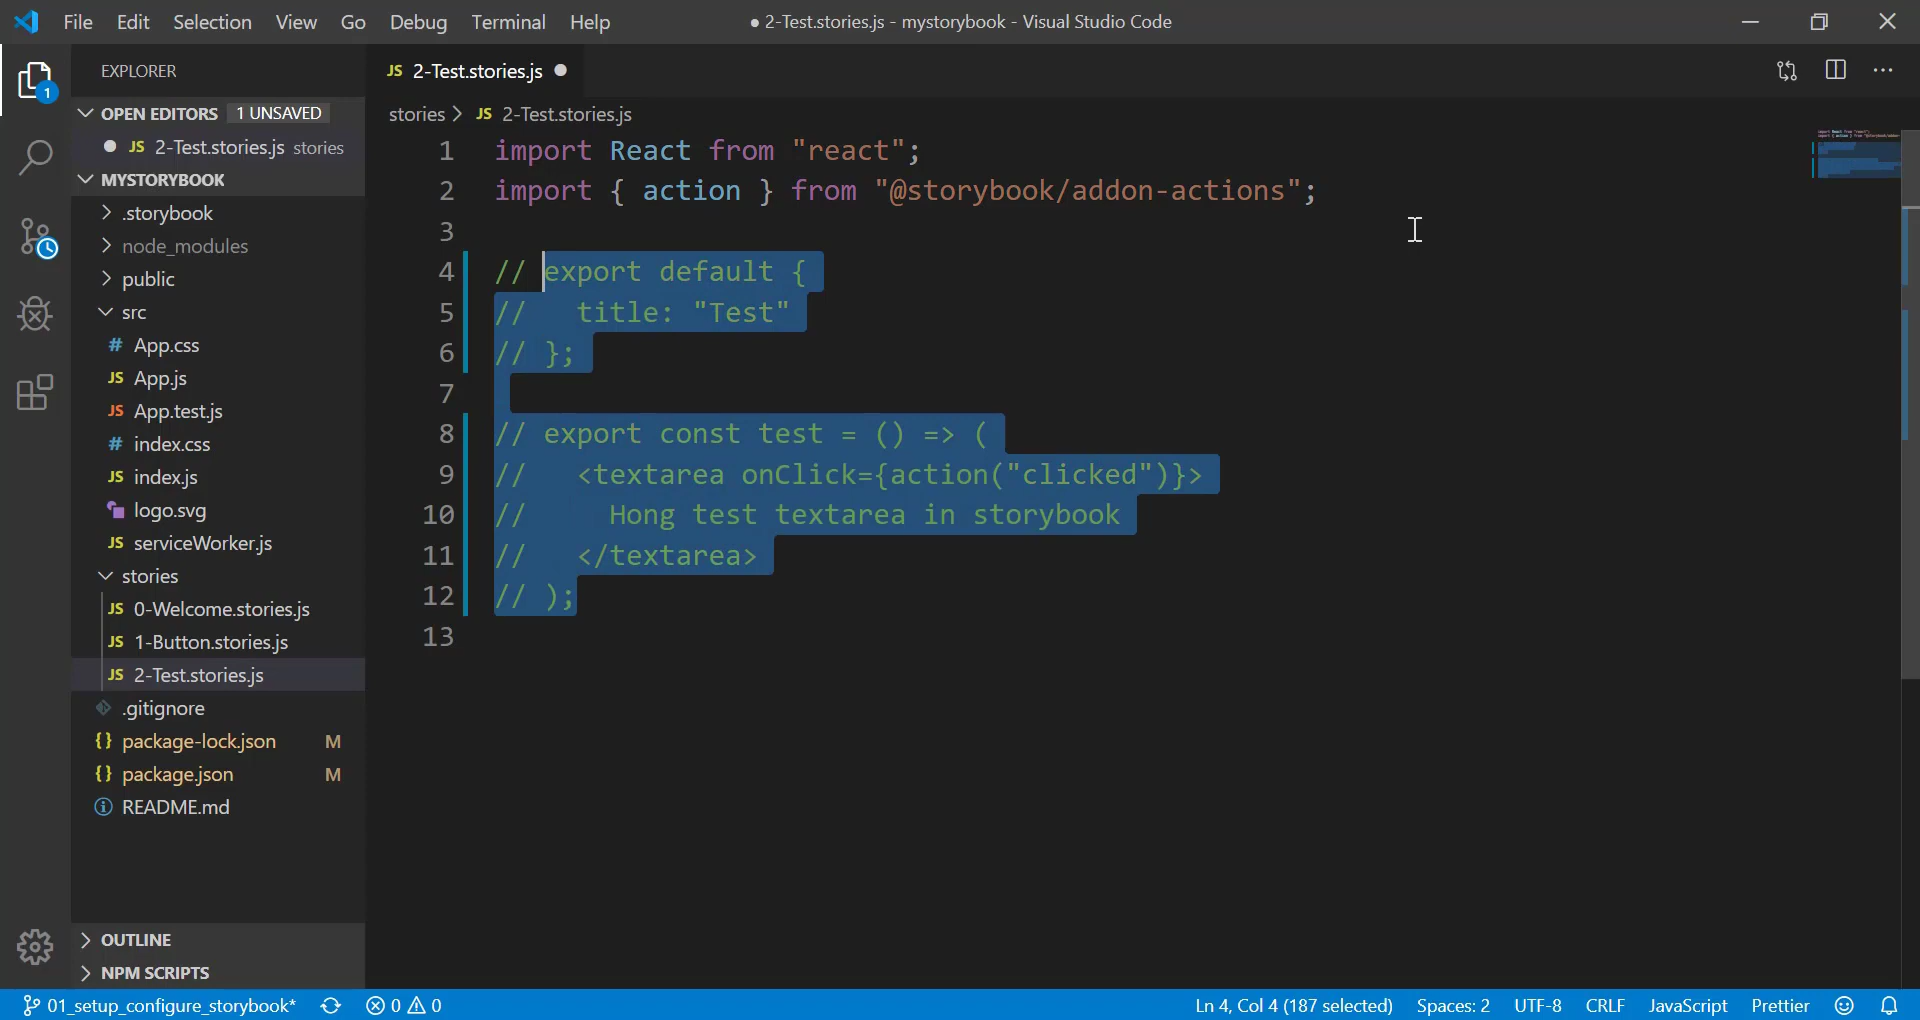 File Edit Selection View Go Debug Terminal Help
● 2-Test.stories.js - mystorybook - Visual Studio Code
EXPLORER
1
OPEN EDITORS 1 UNSAVED
JS 2-Test.stories.js stories
MYSTORYBOOK
.storybook
node_modules
public
src
# App.css
JS App.js
JS App.test.js
# index.css
JS index.js
logo.svg
JS serviceWorker.js
stories
JS 0-Welcome.stories.js
JS 1-Button.stories.js
JS 2-Test.stories.js
.gitignore
{} package-lock.json M
{} package.json M
README.md
OUTLINE
NPM SCRIPTS
JS 2-Test.stories.js
stories > JS 2-Test.stories.js
1 import React from "react";
2 import { action } from "@storybook/addon-actions";
3
4 // export default {
5 //   title: "Test"
6 // };
7
8 // export const test = () => (
9 //   <textarea onClick={action("clicked")}>
10 //     Hong test textarea in storybook
11 //   </textarea>
12 // );
13
01_setup_configure_storybook* 0 0 Ln 4, Col 4 (187 selected) Spaces: 2 UTF-8 CRLF JavaScript Prettier